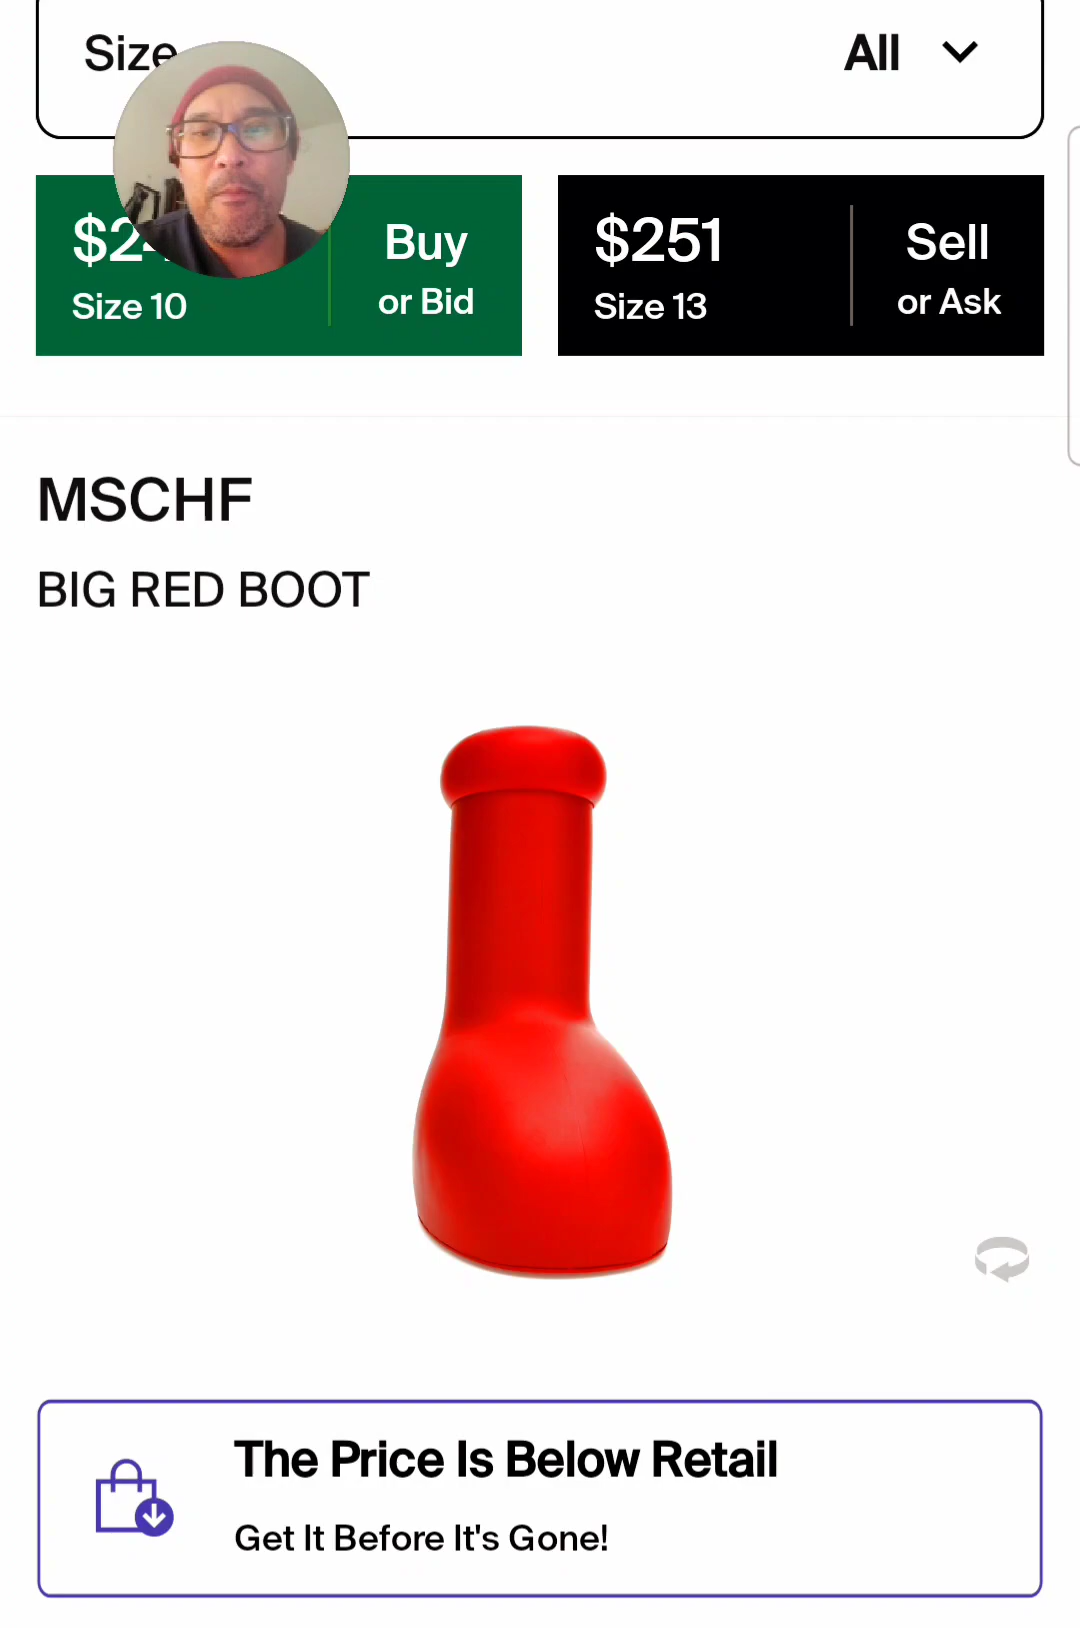 Size
All
Size 10
Buy
or Bid
$251
Size 13
Sell
or Ask
MSCHF
BIG RED BOOT
The Price Is Below Retail
Get It Before It's Gone!